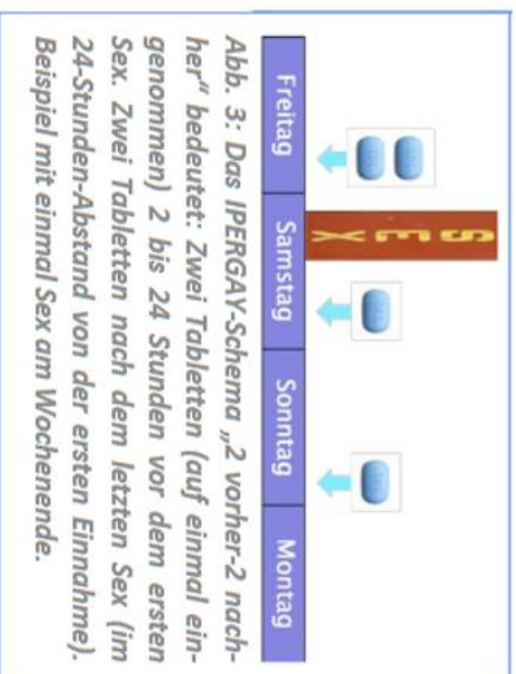 SEX
Freitag Samstag Sonntag Montag
Abb. 3: Das IPERGAY-Schema „2 vorher-2 nach-
her“ bedeutet: Zwei Tabletten (auf einmal ein-
genommen) 2 bis 24 Stunden vor dem ersten
Sex. Zwei Tabletten nach dem letzten Sex (im
24-Stunden-Abstand von der ersten Einnahme).
Beispiel mit einmal Sex am Wochenende.